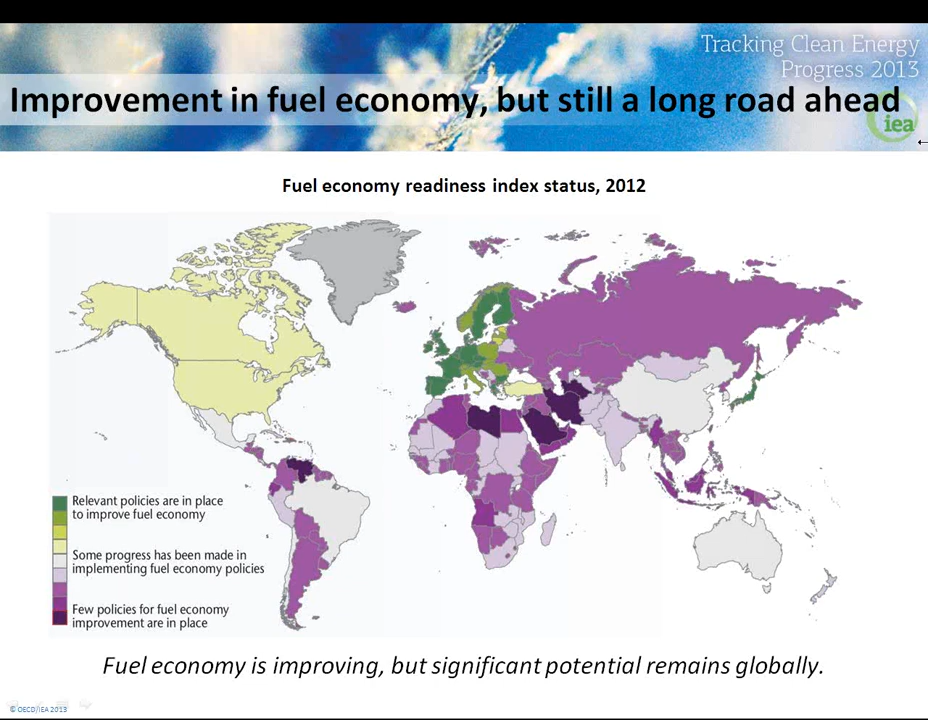 Tracking Clean Energy
Progress 2013
Improvement in fuel economy, but still a long road ahead
iea
Fuel economy readiness index status, 2012
Relevant policies are in place
to improve fuel economy
Some progress has been made in
implementing fuel economy policies
Few policies for fuel economy
improvement are in place
Fuel economy is improving, but significant potential remains globally.
© OECD/IEA 2013